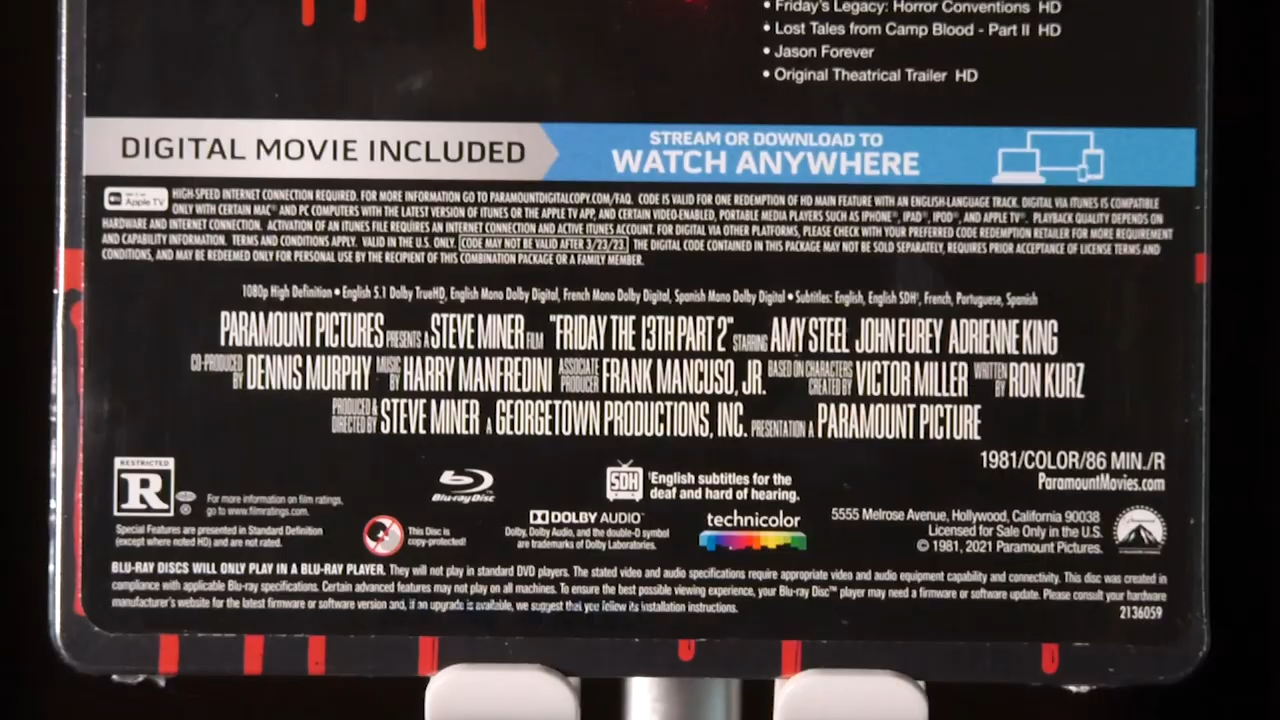 • Friday's Legacy: Horror Conventions HD
• Lost Tales from Camp Blood - Part II HD
• Jason Forever
• Original Theatrical Trailer HD
DIGITAL MOVIE INCLUDED
STREAM OR DOWNLOAD TO
WATCH ANYWHERE
Apple TV
HIGH-SPEED INTERNET CONNECTION REQUIRED. FOR MORE INFORMATION GO TO PARAMOUNTDIGITALCOPY.COM/FAQ. CODE IS VALID FOR ONE REDEMPTION OF HD MAIN FEATURE WITH AN ENGLISH-LANGUAGE TRACK. DIGITAL VIA ITUNES IS COMPATIBLE
ONLY WITH CERTAIN MAC® AND PC COMPUTERS WITH THE LATEST VERSION OF ITUNES OR THE APPLE TV APP, AND CERTAIN VIDEO-ENABLED, PORTABLE MEDIA PLAYERS SUCH AS IPHONE®, IPAD®, IPOD®, AND APPLE TV®. PLAYBACK QUALITY DEPENDS ON
HARDWARE AND INTERNET CONNECTION. ACTIVATION OF AN ITUNES FILE REQUIRES AN INTERNET CONNECTION AND ACTIVE ITUNES ACCOUNT. FOR DIGITAL VIA OTHER PLATFORMS, PLEASE CHECK WITH YOUR PREFERRED CODE REDEMPTION RETAILER FOR MORE REQUIREMENT
AND CAPABILITY INFORMATION. TERMS AND CONDITIONS APPLY. VALID IN THE U.S. ONLY. CODE MAY NOT BE VALID AFTER 3/23/23. THE DIGITAL CODE CONTAINED IN THIS PACKAGE MAY NOT BE SOLD SEPARATELY, REQUIRES PRIOR ACCEPTANCE OF LICENSE TERMS AND
CONDITIONS, AND MAY BE REDEEMED ONLY FOR PERSONAL USE BY THE RECIPIENT OF THIS COMBINATION PACKAGE OR A FAMILY MEMBER.
1080p High Definition • English 5.1 Dolby TrueHD, English Mono Dolby Digital, French Mono Dolby Digital, Spanish Mono Dolby Digital • Subtitles: English, English SDH†, French, Portuguese, Spanish
PARAMOUNT PICTURES PRESENTS A STEVE MINER FILM "FRIDAY THE 13TH PART 2" STARRING AMY STEEL JOHN FUREY ADRIENNE KING
CO-PRODUCED BY DENNIS MURPHY MUSIC BY HARRY MANFREDINI ASSOCIATE PRODUCER FRANK MANCUSO, JR. BASED ON CHARACTERS CREATED BY VICTOR MILLER WRITTEN BY RON KURZ
PRODUCED & DIRECTED BY STEVE MINER A GEORGETOWN PRODUCTIONS, INC. PRESENTATION A PARAMOUNT PICTURE
1981/COLOR/86 MIN./R
ParamountMovies.com
RESTRICTED
R
For more information on film ratings,
go to www.filmratings.com.
Special Features are presented in Standard Definition
(except where noted HD) and are not rated.
Blu-ray Disc
This Disc is
copy-protected!
SDH
†English subtitles for the
deaf and hard of hearing.
DOLBY AUDIO™
Dolby, Dolby Audio, and the double-D symbol
are trademarks of Dolby Laboratories.
technicolor
5555 Melrose Avenue, Hollywood, California 90038
Licensed for Sale Only in the U.S.
© 1981, 2021 Paramount Pictures.
BLU-RAY DISCS WILL ONLY PLAY IN A BLU-RAY PLAYER. They will not play in standard DVD players. The stated video and audio specifications require appropriate video and audio equipment capability and connectivity. This disc was created in
compliance with applicable Blu-ray specifications. Certain advanced features may not play on all machines. To ensure the best possible viewing experience, your Blu-ray Disc™ player may need a firmware or software update. Please consult your hardware
manufacturer's website for the latest firmware or software version and, if an upgrade is available, we suggest that you follow its installation instructions.
2136059